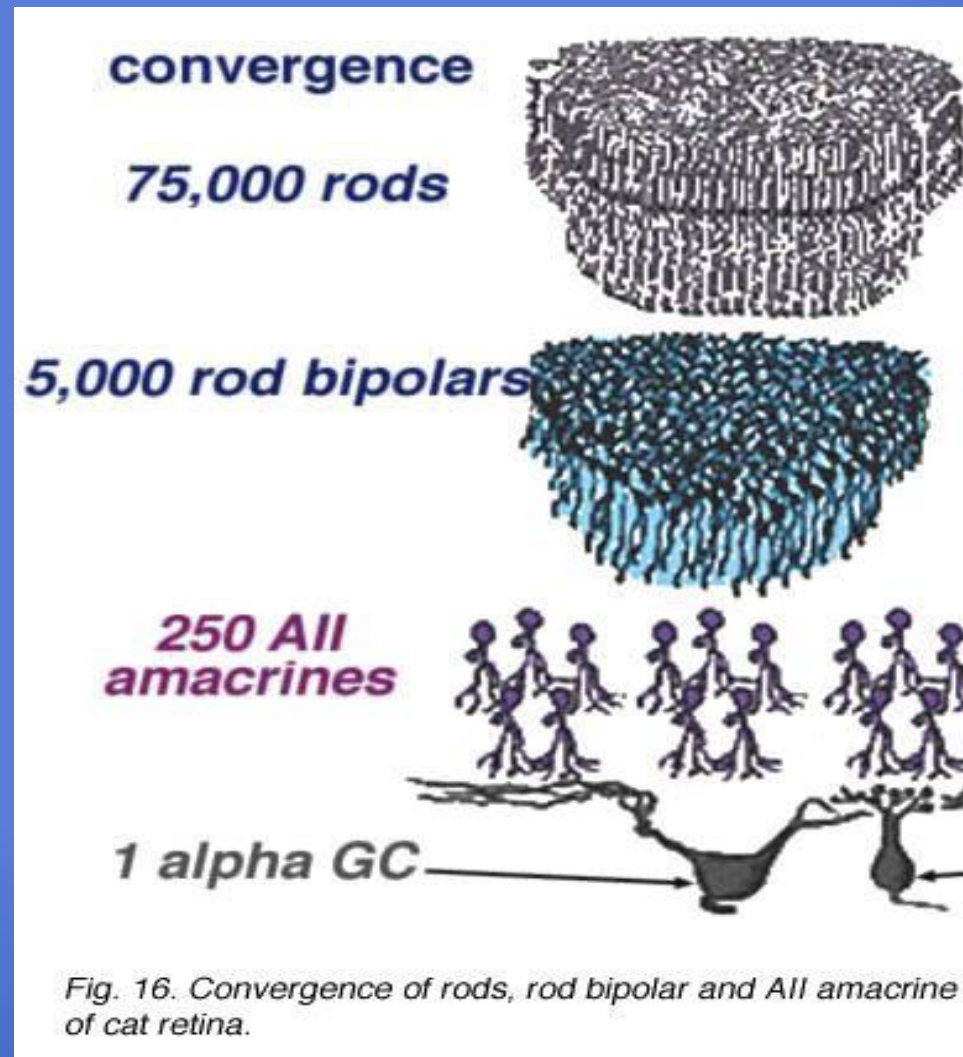 convergence
75,000 rods
5,000 rod bipolars
250 AII
amacrines
1 alpha GC
Fig. 16. Convergence of rods, rod bipolar and AII amacrine
of cat retina.